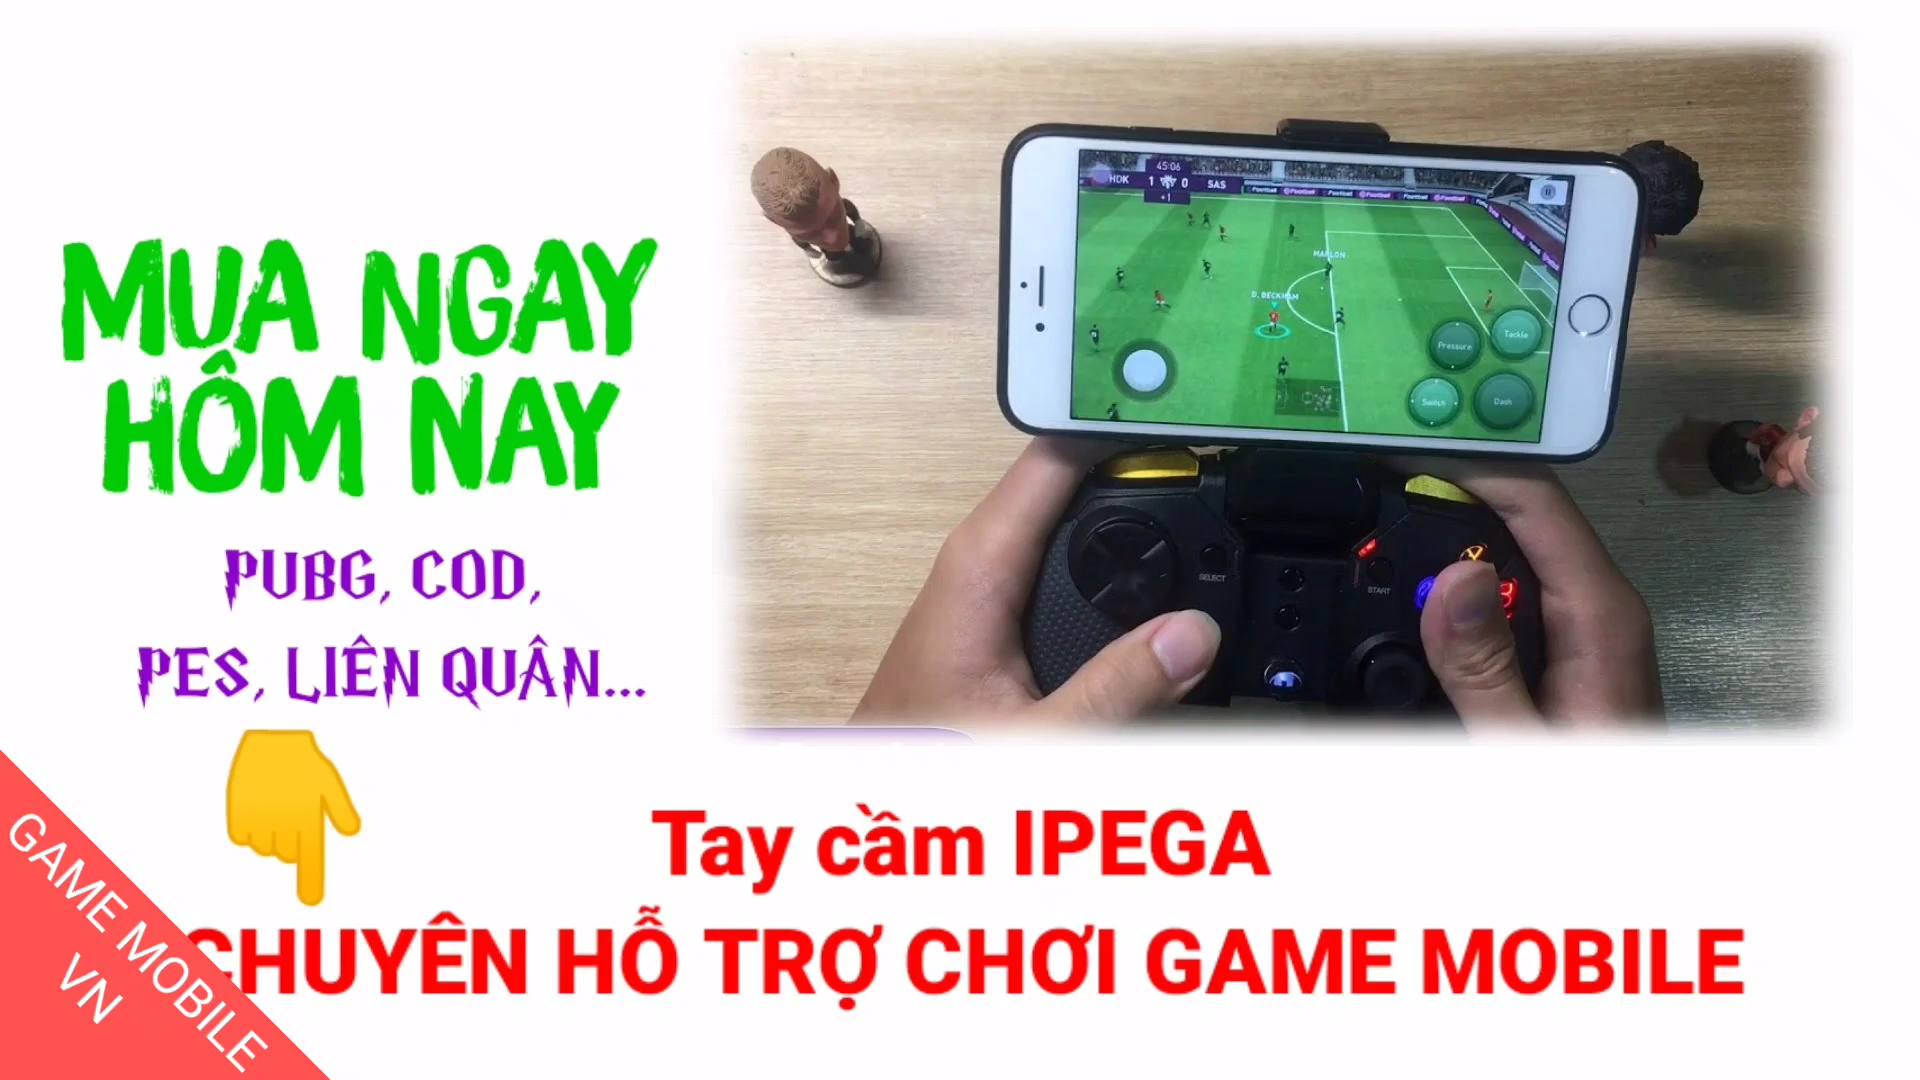 MUA NGAY
HÔM NAY
PUBG, COD,
PES, LIÊN QUÂN...
45:06
HDK 1 0 SAS
+1
MARLON
D. BECKHAM
Pressure
Tackle
Switch
Dash
SELECT
START
Y
Tay cầm IPEGA
CHUYÊN HỖ TRỢ CHƠI GAME MOBILE
GAME MOBILE
VN